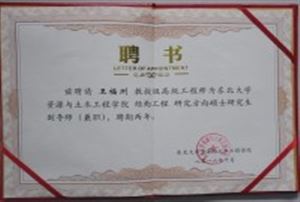 聘书
LETTER OF APPOINTMENT
兹聘请 王福州 教授级高级工程师为东北大学
资源与土木工程学院 结构工程 研究方向硕士研究生
副导师(兼职),聘期两年。